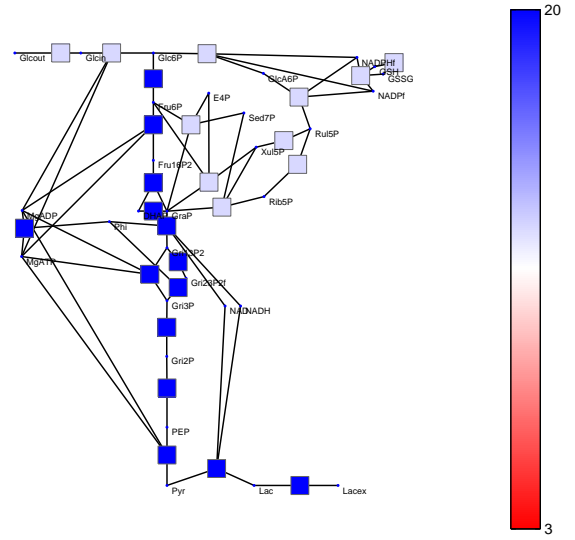 20
Glcout
Glcin
Glc6P
NADPHf
GSH
GSSG
GlcA6P
NADPf
Fru6P
E4P
Sed7P
Rul5P
Xul5P
Fru16P2
Rib5P
MgADP
GraP
Phi
MgATP
Gri23P2f
Gri3P
NAD
NADH
Gri2P
PEP
Pyr
Lac
Lacex
3